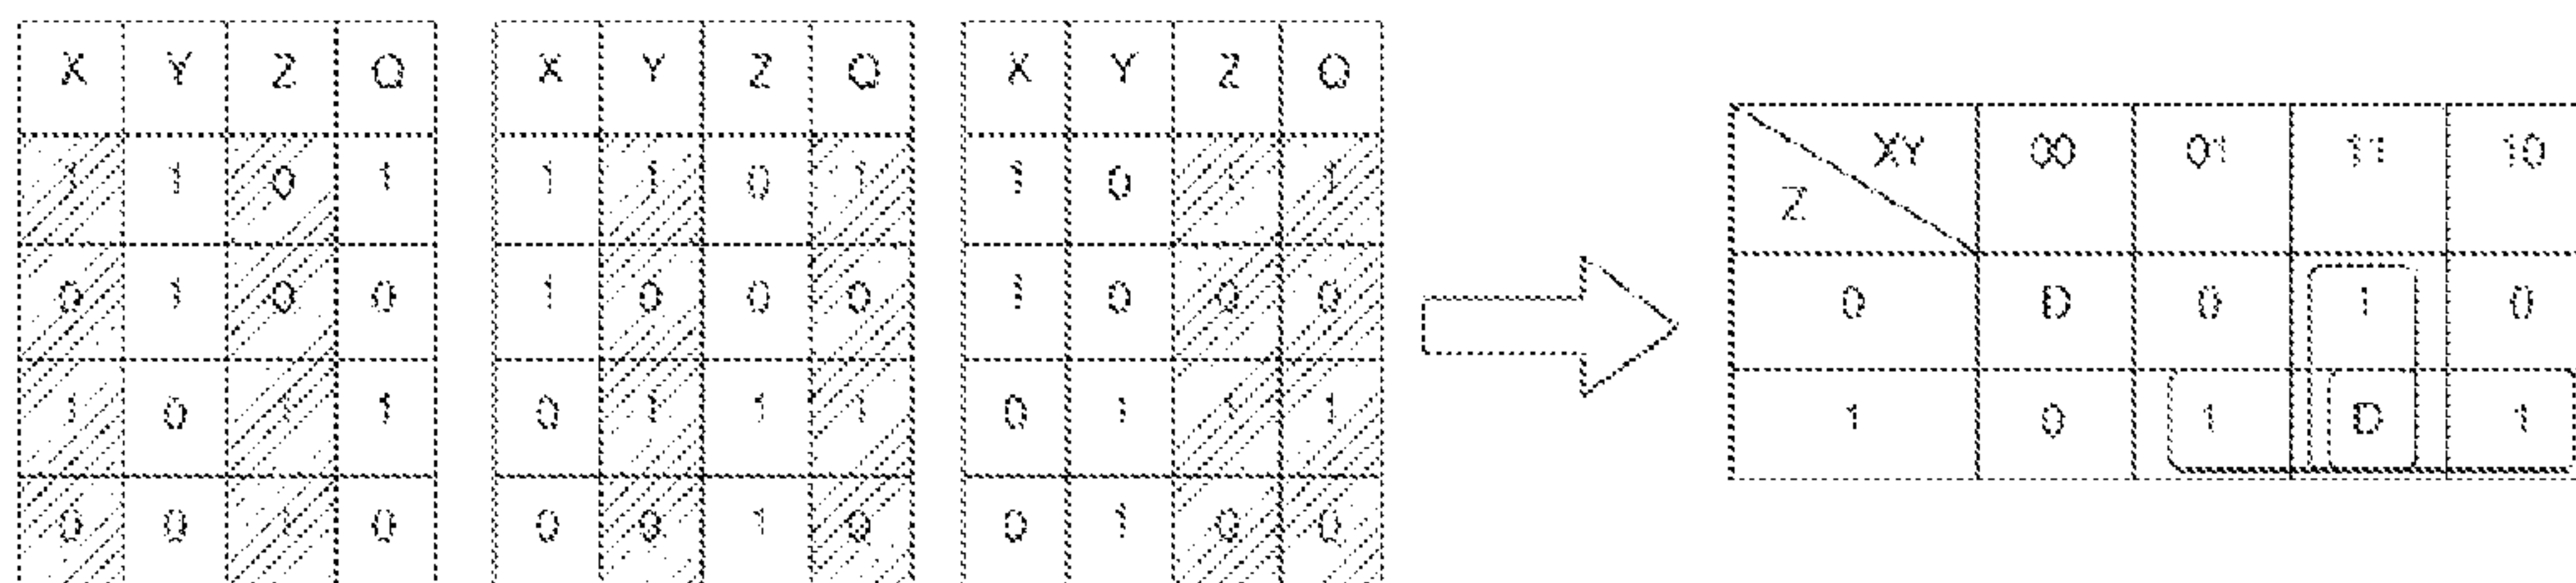 X Y Z Q
1 1 0 1
0 1 0 0
1 0 1 1
0 0 1 0
X Y Z Q
1 1 0 1
1 0 0 0
0 1 1 1
0 0 1 0
X Y Z Q
1 0 1 1
1 0 0 0
0 1 1 1
0 1 0 0
XY 00 01 11 10
Z
0 D 0 1 0
1 0 1 D 1